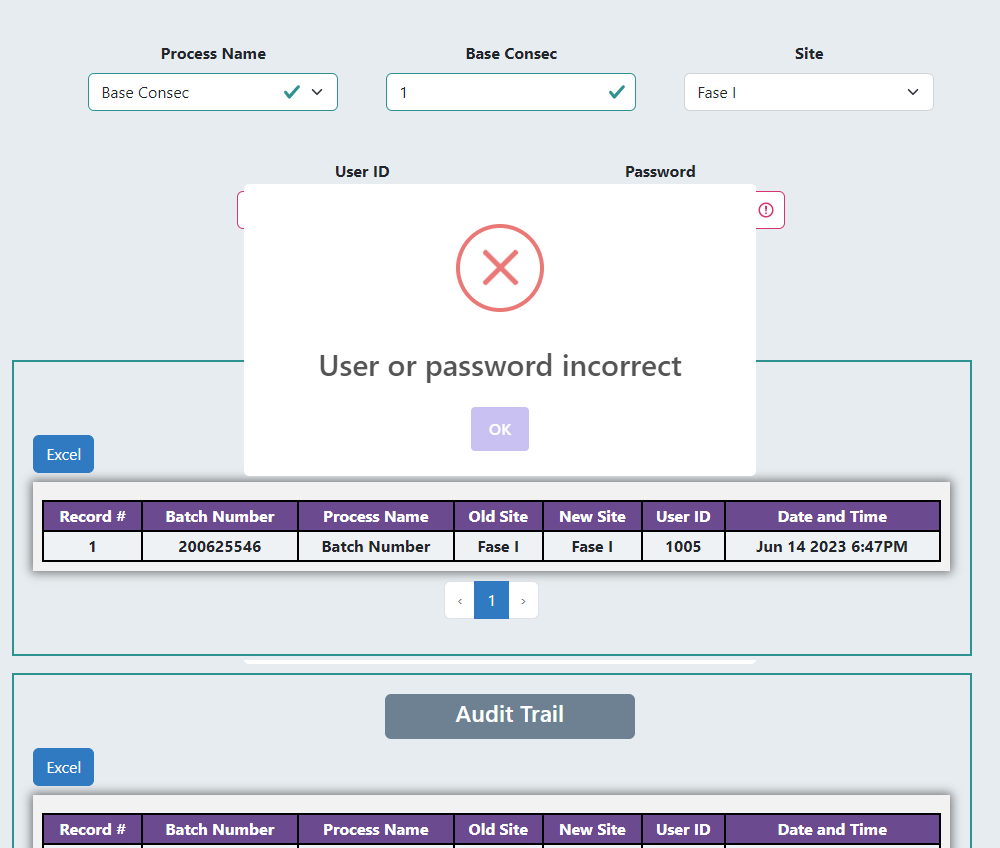 Process Name Base Consec Site
Base Consec 1 Fase I
User ID Password
User or password incorrect
OK
Excel
Record # Batch Number Process Name Old Site New Site User ID Date and Time
1 200625546 Batch Number Fase I Fase I 1005 Jun 14 2023 6:47PM
‹ 1 ›
Audit Trail
Excel
Record # Batch Number Process Name Old Site New Site User ID Date and Time